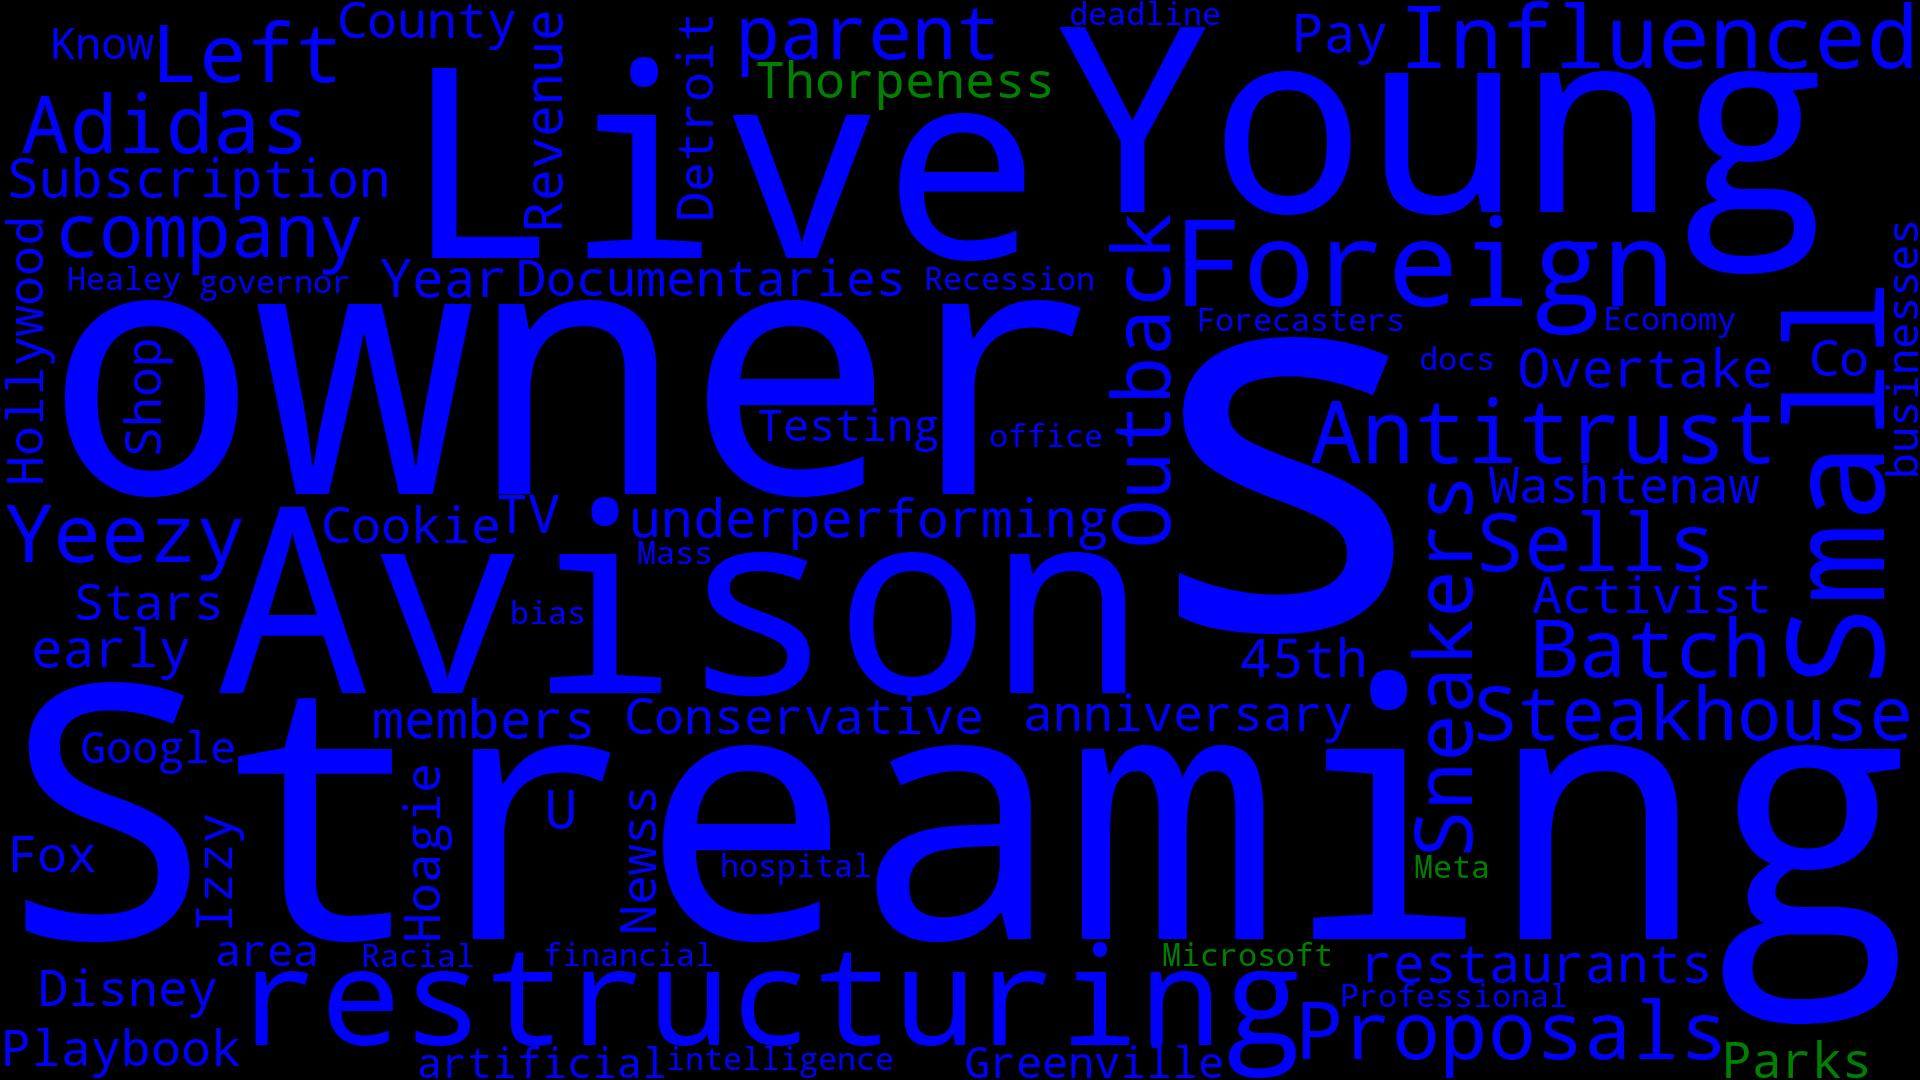 Know
Left
County
Revenue
Detroit
parent
deadline
Pay
Influenced
Adidas
Live
Thorpeness
Young
Subscription
company
Hollywood
Healey
governor
Year
Documentaries
Recession
Outback
Foreign
Forecasters
Economy
businesses
Small
Co
owner
Shop
Testing
office
S
docs
Overtake
Antitrust
Washtenaw
Yeezy
Avison
Cookie
TV
underperforming
Mass
bias
Sneakers
Sells
Stars
early
Activist
45th
Batch
Steakhouse
members
Conservative
anniversary
Streaming
Google
Fox
Izzy
Hoagie
U
Newss
hospital
Meta
area
Racial
financial
Microsoft
restaurants
Disney
restructuring
Professional
Proposals
Playbook
artificial
intelligence
Greenville
Parks